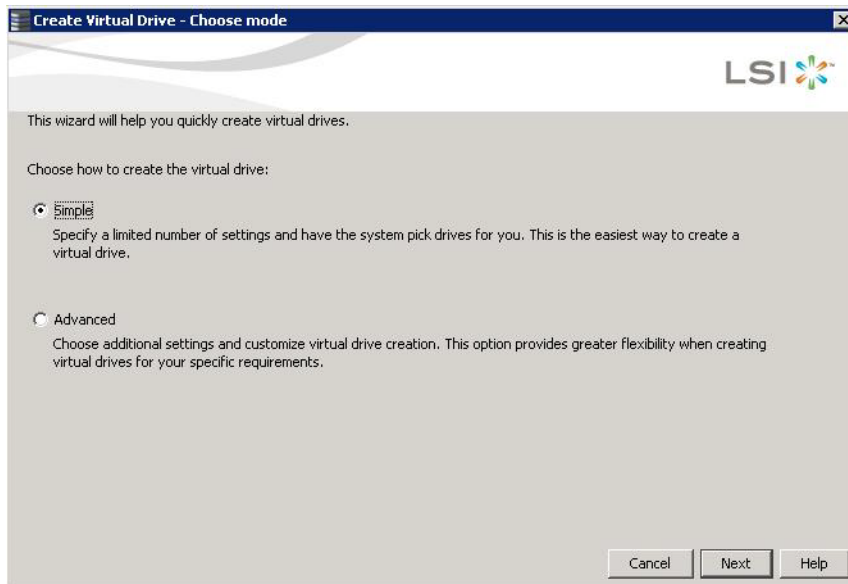 Create Virtual Drive - Choose mode
LSI
This wizard will help you quickly create virtual drives.
Choose how to create the virtual drive:
Simple
Specify a limited number of settings and have the system pick drives for you. This is the easiest way to create a
virtual drive.
Advanced
Choose additional settings and customize virtual drive creation. This option provides greater flexibility when creating
virtual drives for your specific requirements.
Cancel Next Help